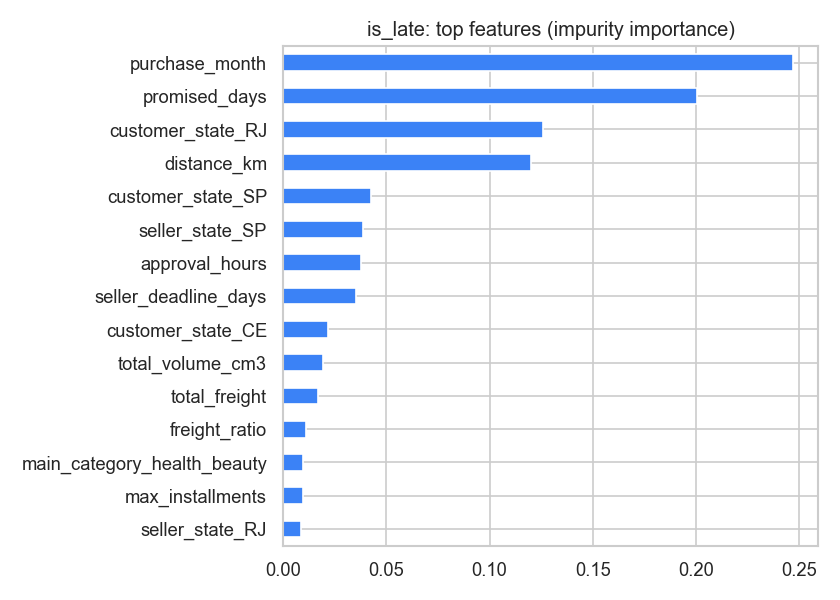 is_late: top features (impurity importance)
purchase_month
promised_days
customer_state_RJ
distance_km
customer_state_SP
seller_state_SP
approval_hours
seller_deadline_days
customer_state_CE
total_volume_cm3
total_freight
freight_ratio
main_category_health_beauty
max_installments
seller_state_RJ
0.00 0.05 0.10 0.15 0.20 0.25